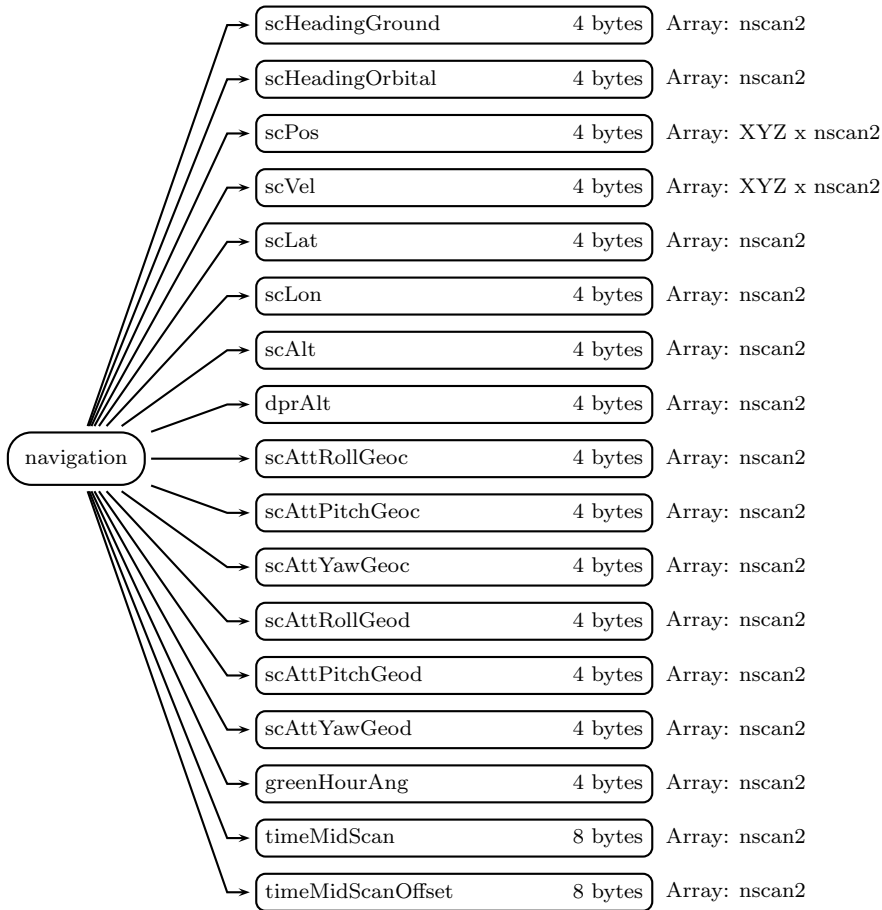 scHeadingGround 4 bytes Array: nscan2
scHeadingOrbital 4 bytes Array: nscan2
scPos 4 bytes Array: XYZ x nscan2
scVel 4 bytes Array: XYZ x nscan2
scLat 4 bytes Array: nscan2
scLon 4 bytes Array: nscan2
scAlt 4 bytes Array: nscan2
dprAlt 4 bytes Array: nscan2
navigation scAttRollGeoc 4 bytes Array: nscan2
scAttPitchGeoc 4 bytes Array: nscan2
scAttYawGeoc 4 bytes Array: nscan2
scAttRollGeod 4 bytes Array: nscan2
scAttPitchGeod 4 bytes Array: nscan2
scAttYawGeod 4 bytes Array: nscan2
greenHourAng 4 bytes Array: nscan2
timeMidScan 8 bytes Array: nscan2
timeMidScanOffset 8 bytes Array: nscan2